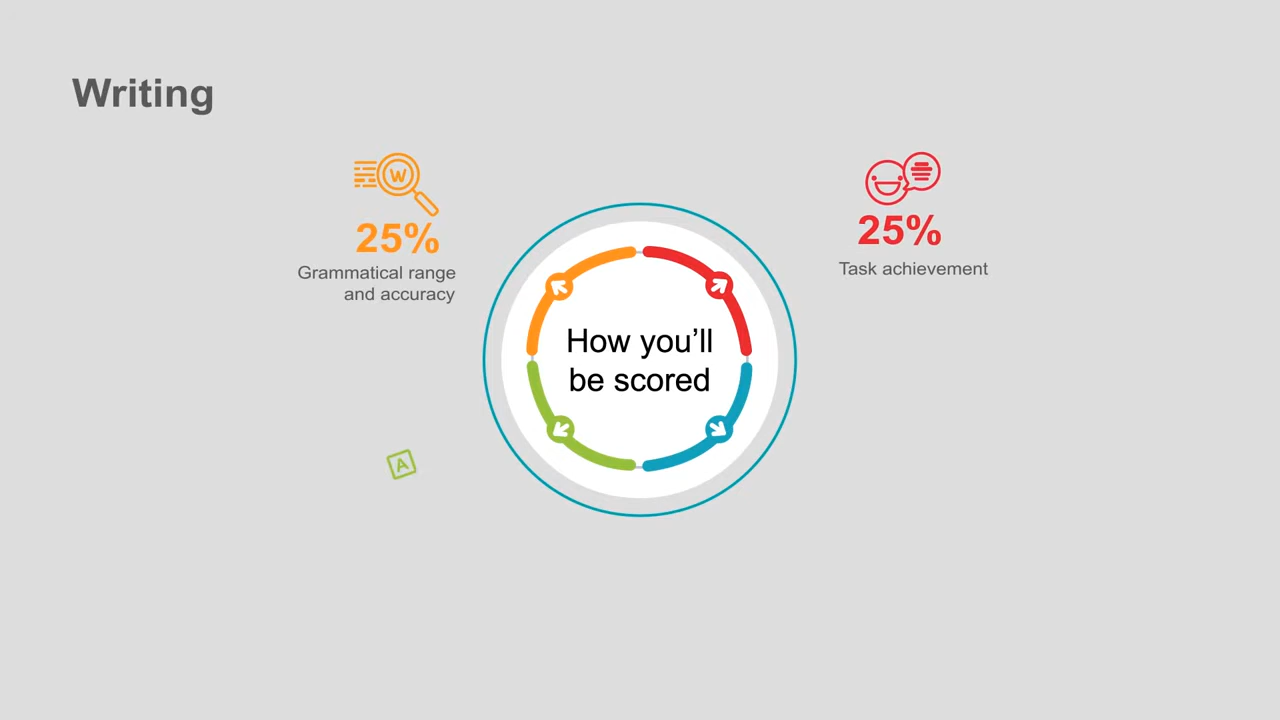 Writing
W
25%
Grammatical range
and accuracy
25%
Task achievement
How you'll
be scored
A